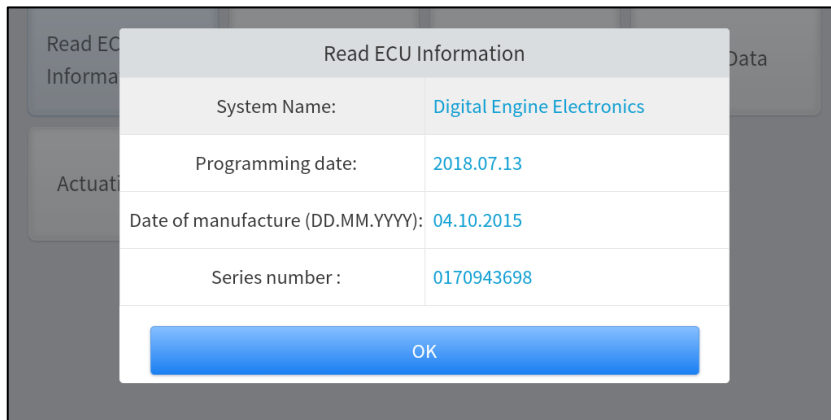 Read EC
Informa
Data
Actuati
Read ECU Information
System Name: Digital Engine Electronics
Programming date: 2018.07.13
Date of manufacture (DD.MM.YYYY): 04.10.2015
Series number : 0170943698
OK